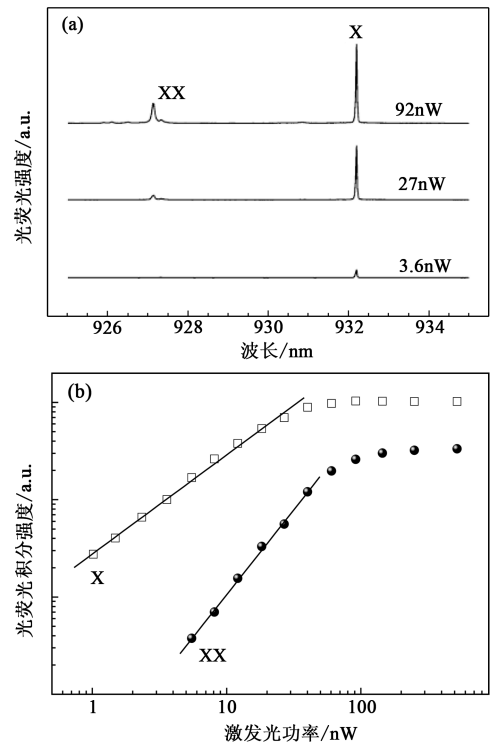 (a)
X
XX
92nW
27nW
3.6nW
光荧光强度/a.u.
926 928 930 932 934
波长/nm
(b)
X
XX
光荧光积分强度/a.u.
1 10 100
激发光功率/nW